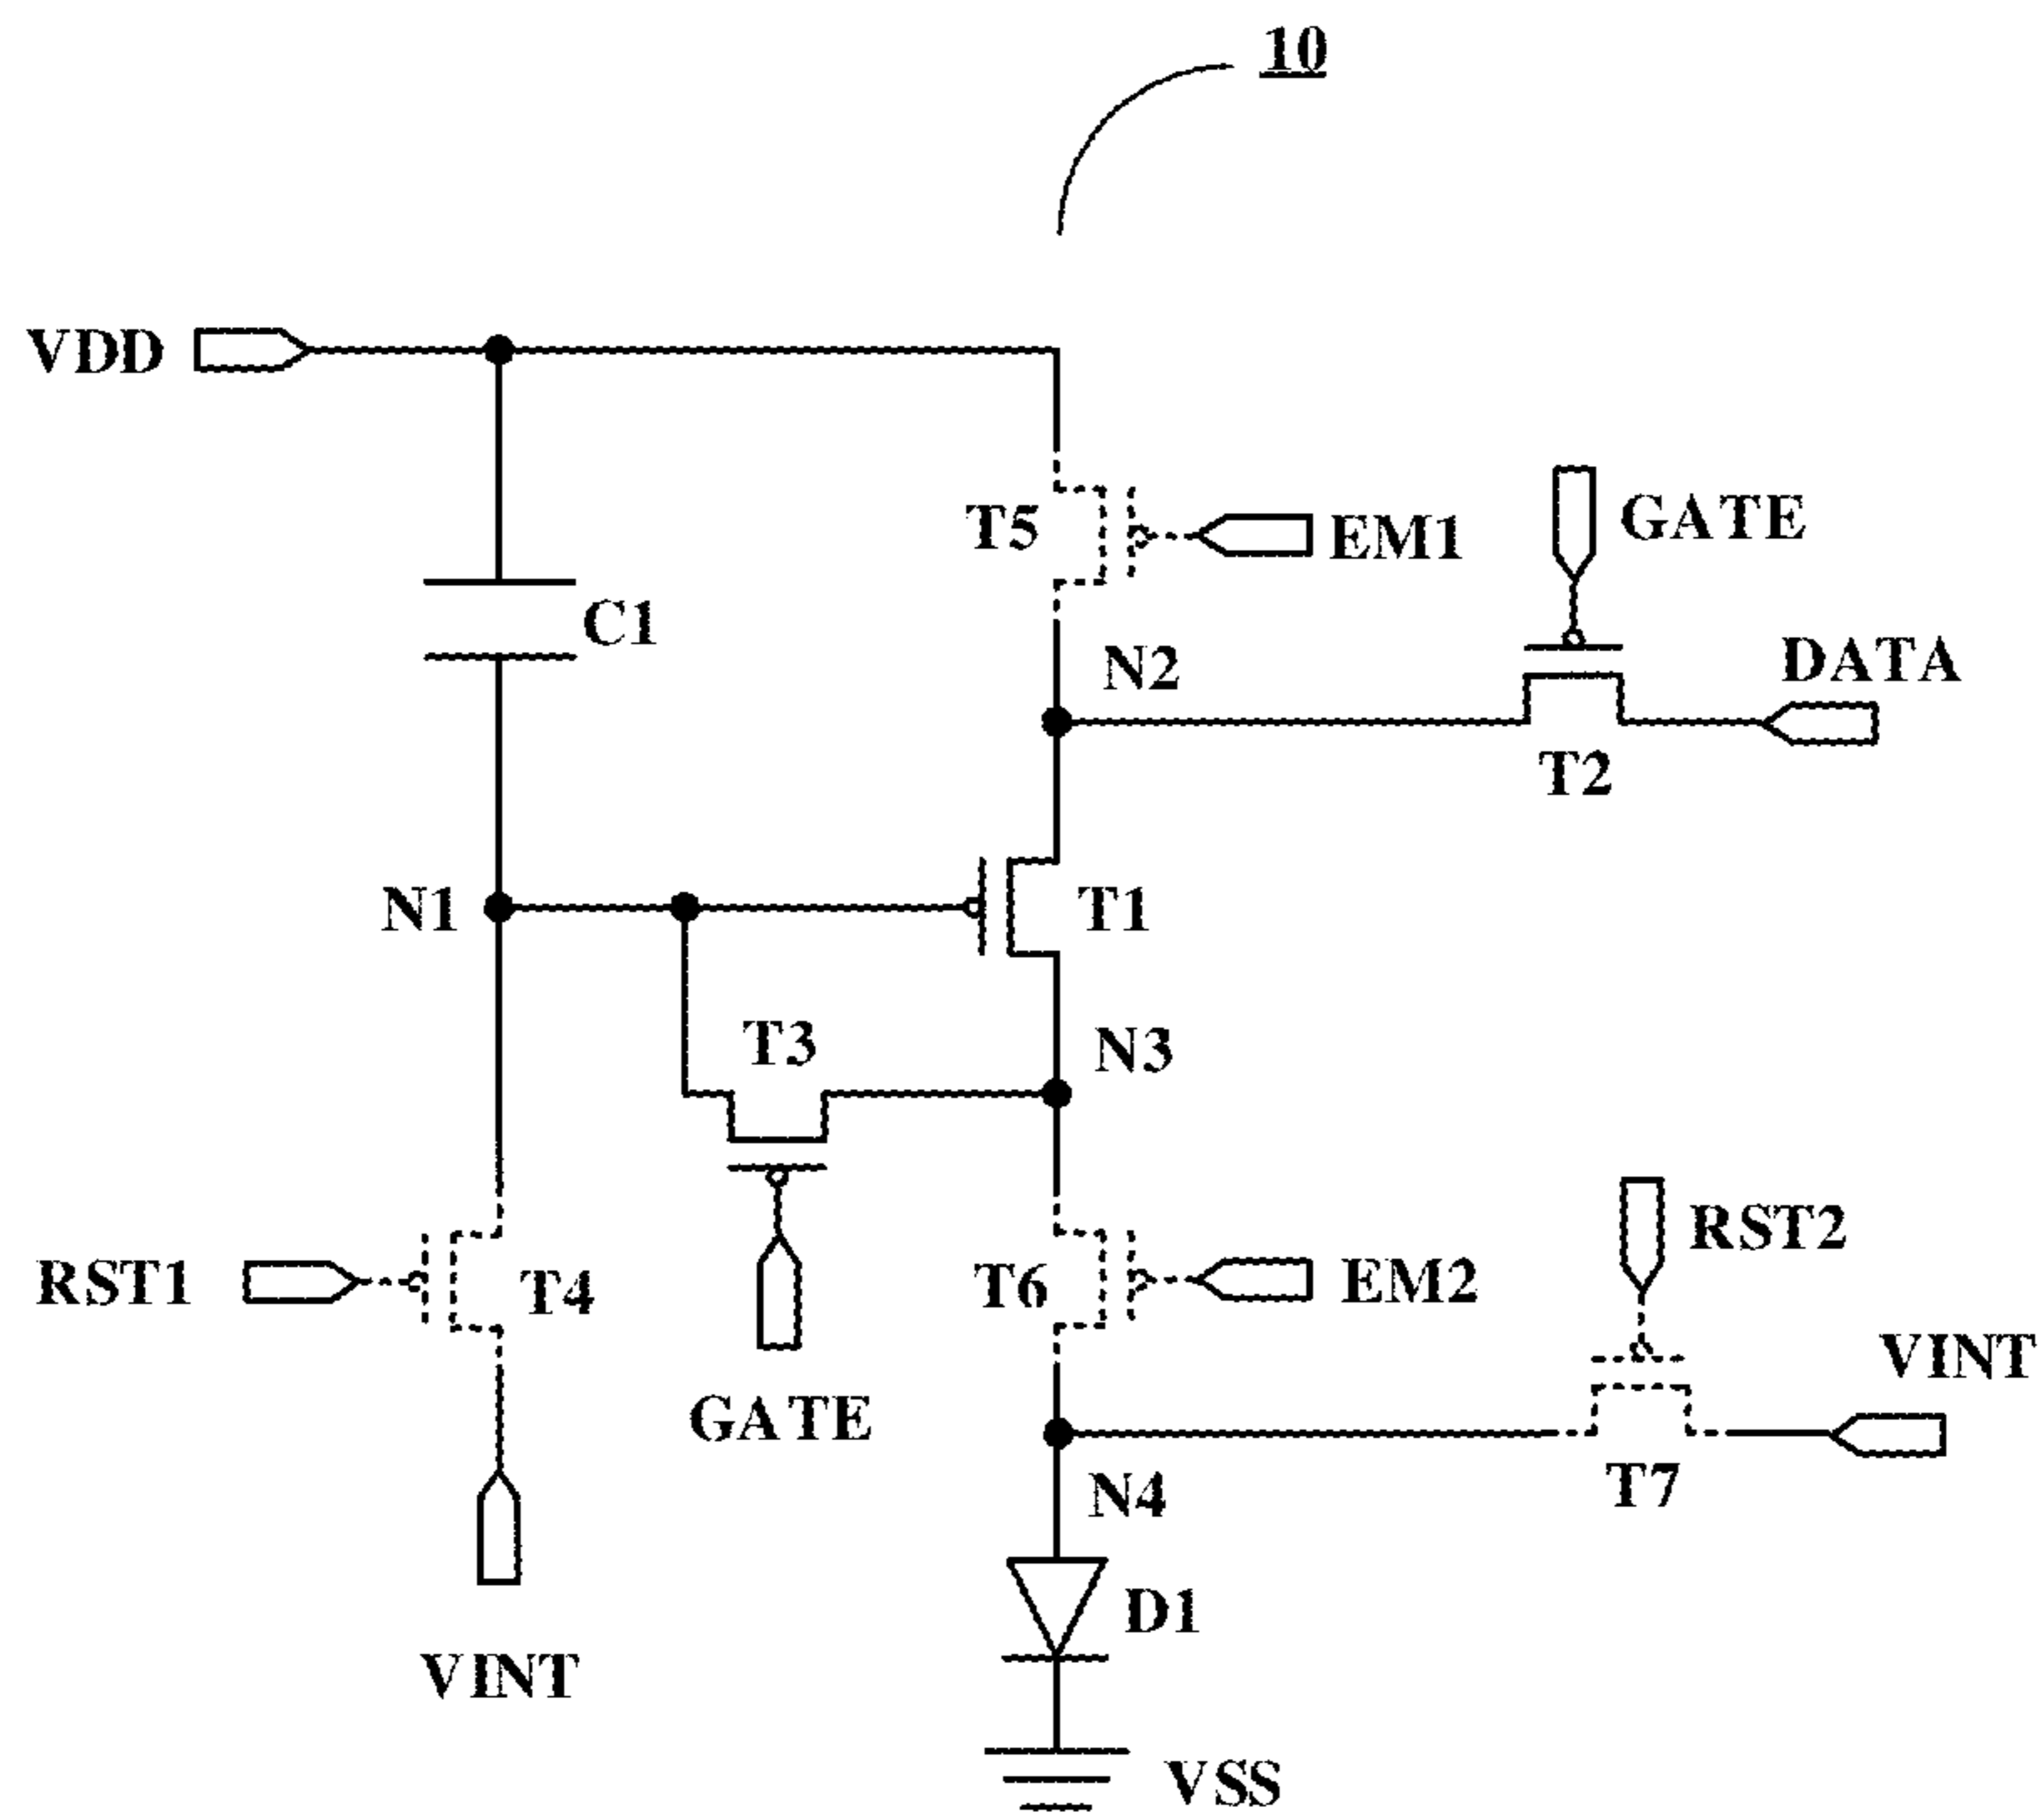 10
VDD
T5
EM1
GATE
C1
N2
DATA
T2
N1
T1
T3
N3
RST1
T4
T6
EM2
RST2
VINT
GATE
T7
N4
D1
VINT
VSS